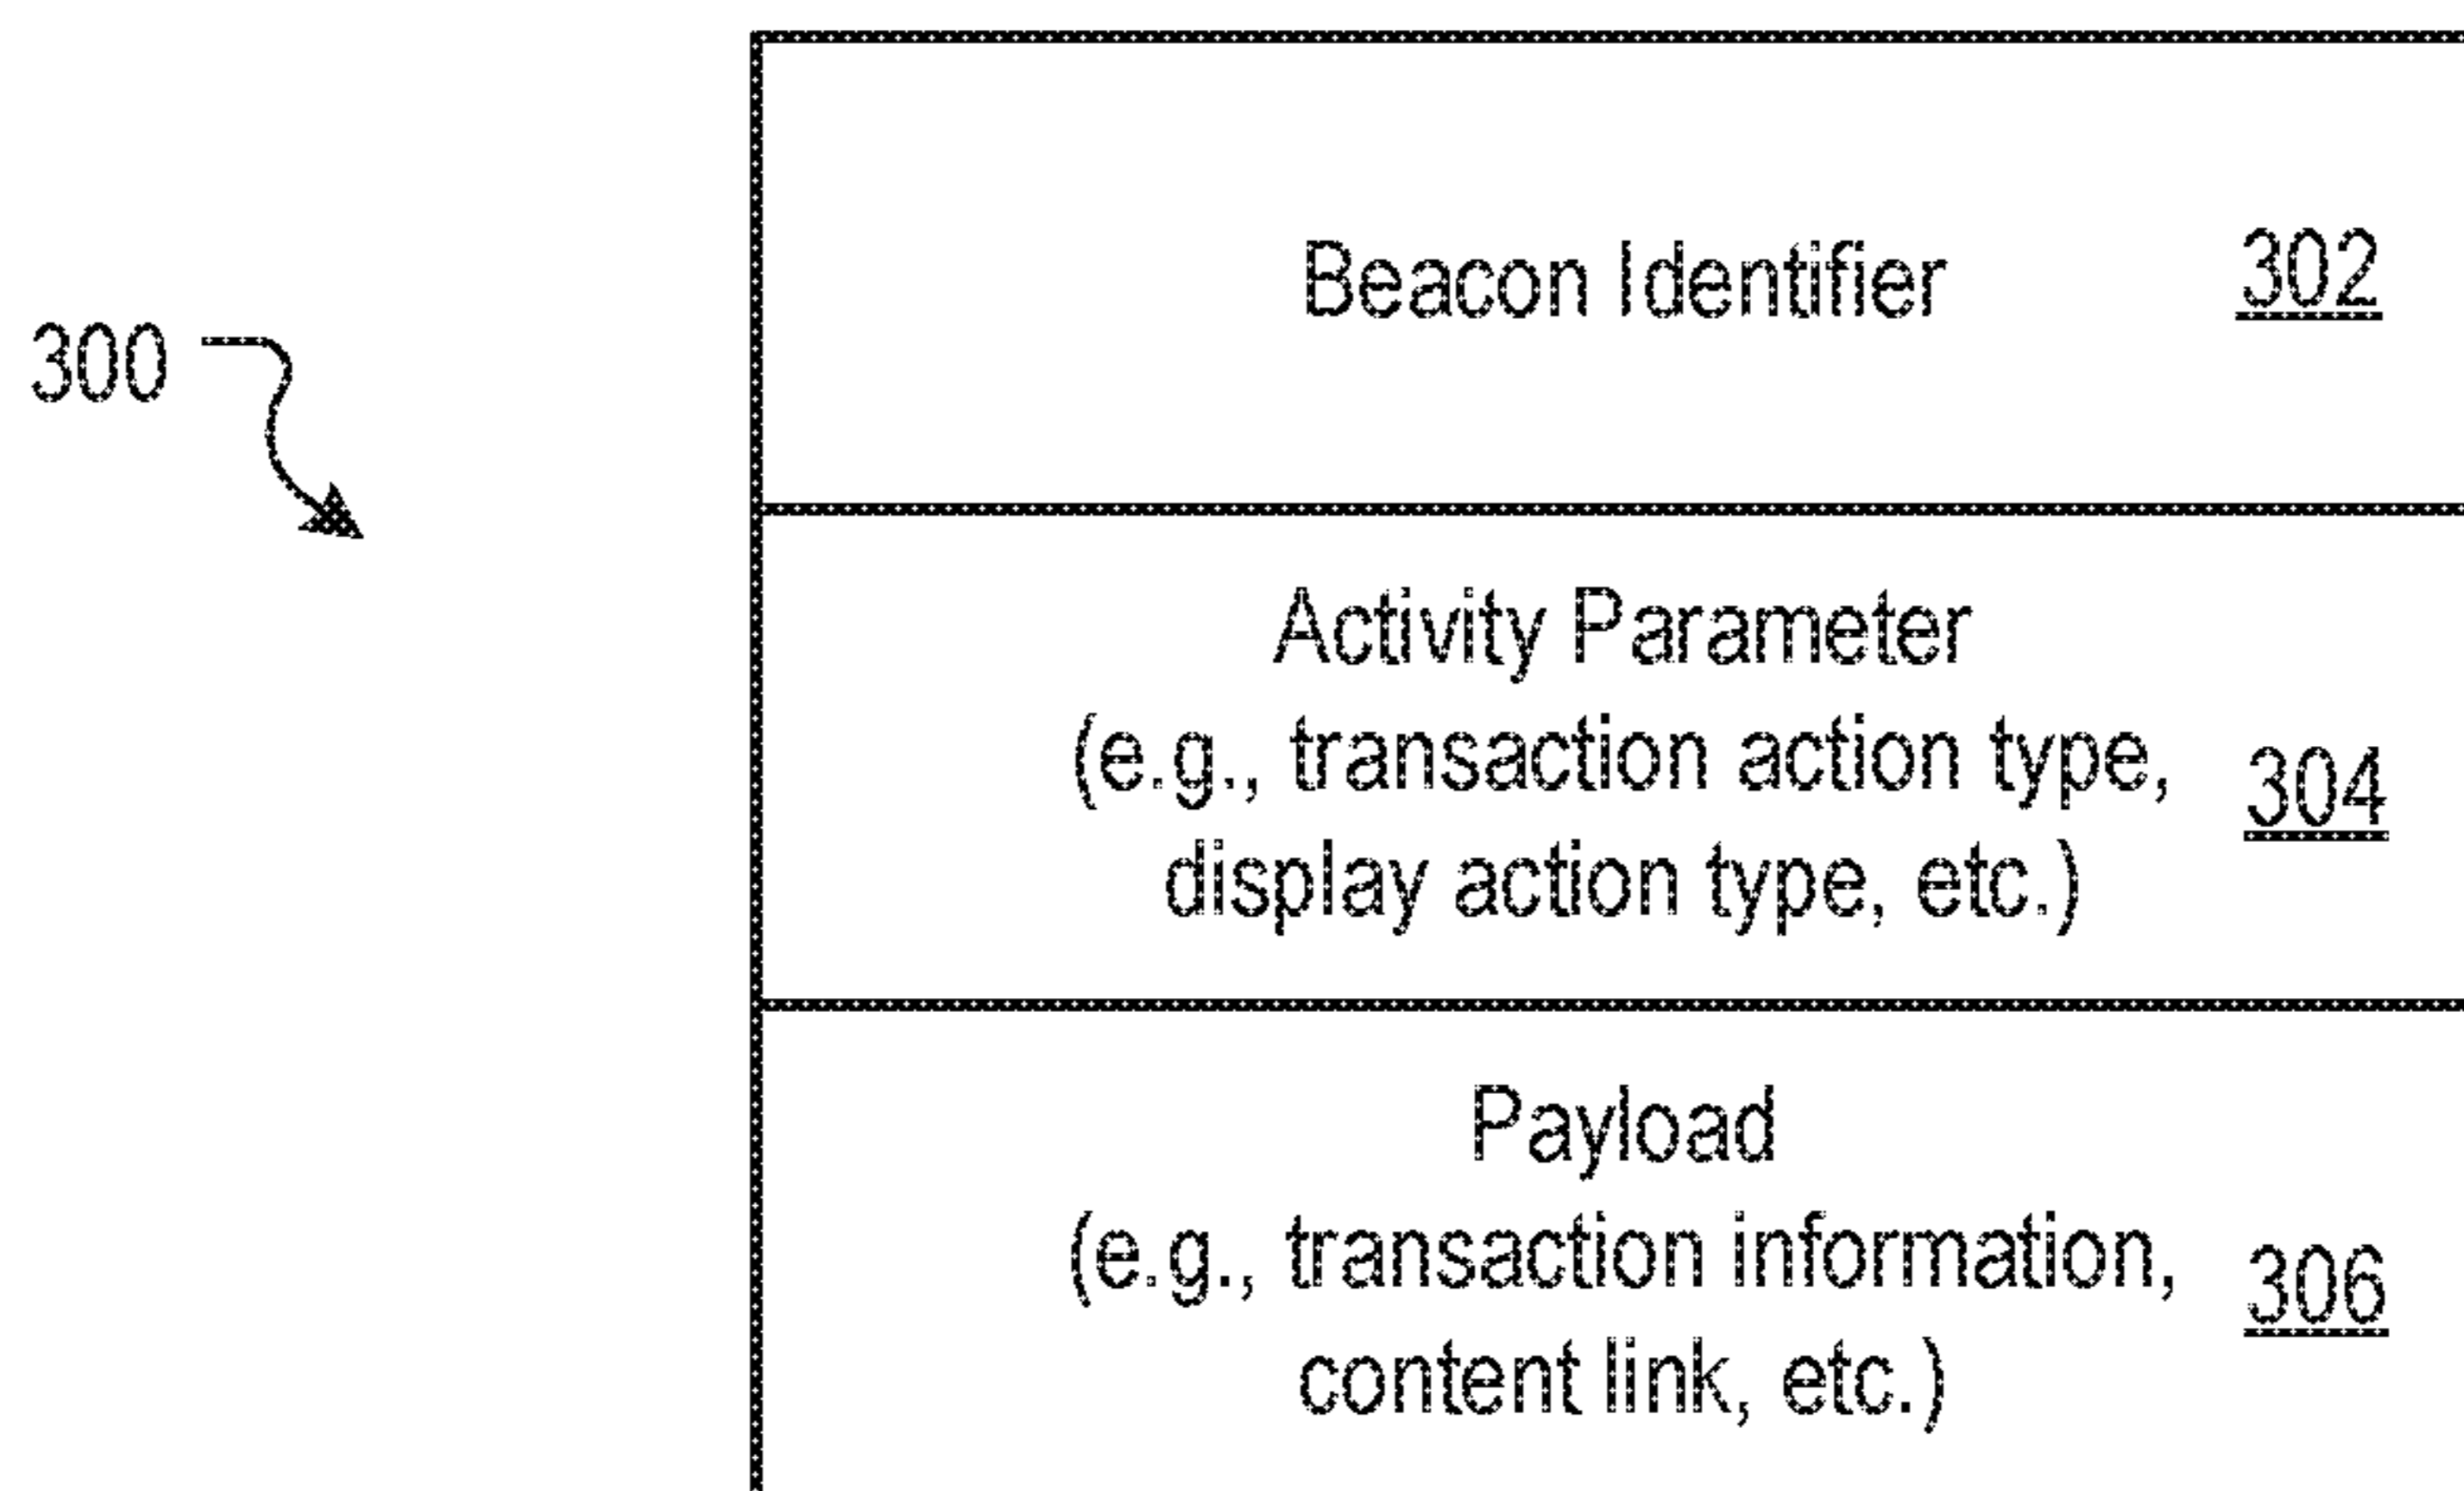 Beacon Identifier 302
300
Activity Parameter
(e.g., transaction action type,
304
display action type, etc.)
Payload
(e.g., transaction information,
306
content link, etc.)